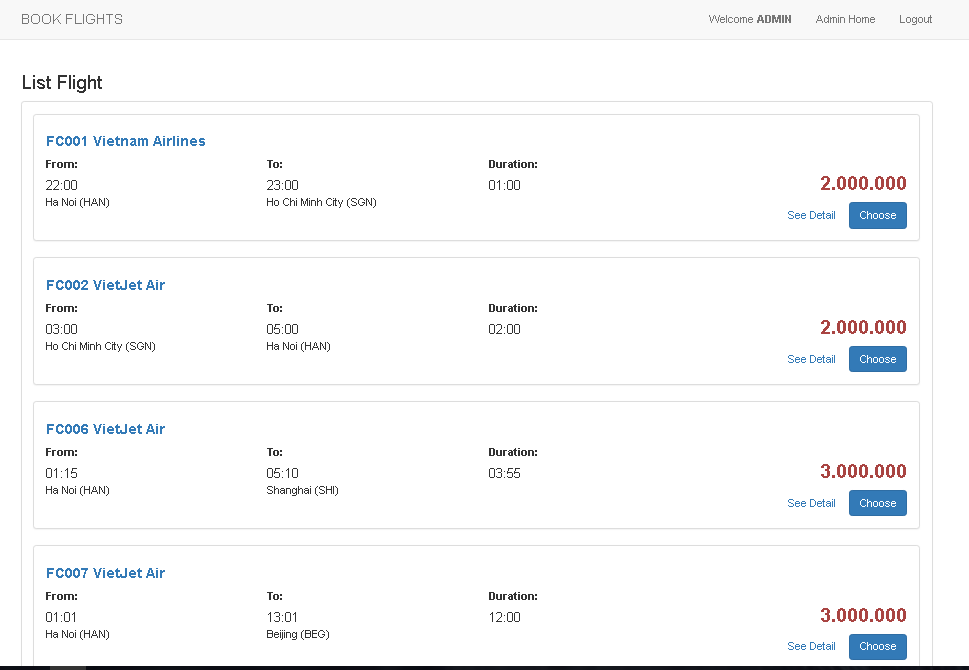 BOOK FLIGHTS
Welcome ADMIN Admin Home Logout
List Flight
FC001 Vietnam Airlines
From: To: Duration:
22:00 23:00 01:00
Ha Noi (HAN) Ho Chi Minh City (SGN)
2.000.000
See Detail Choose
FC002 VietJet Air
From: To: Duration:
03:00 05:00 02:00
Ho Chi Minh City (SGN) Ha Noi (HAN)
2.000.000
See Detail Choose
FC006 VietJet Air
From: To: Duration:
01:15 05:10 03:55
Ha Noi (HAN) Shanghai (SHI)
3.000.000
See Detail Choose
FC007 VietJet Air
From: To: Duration:
01:01 13:01 12:00
Ha Noi (HAN) Beijing (BEG)
3.000.000
See Detail Choose